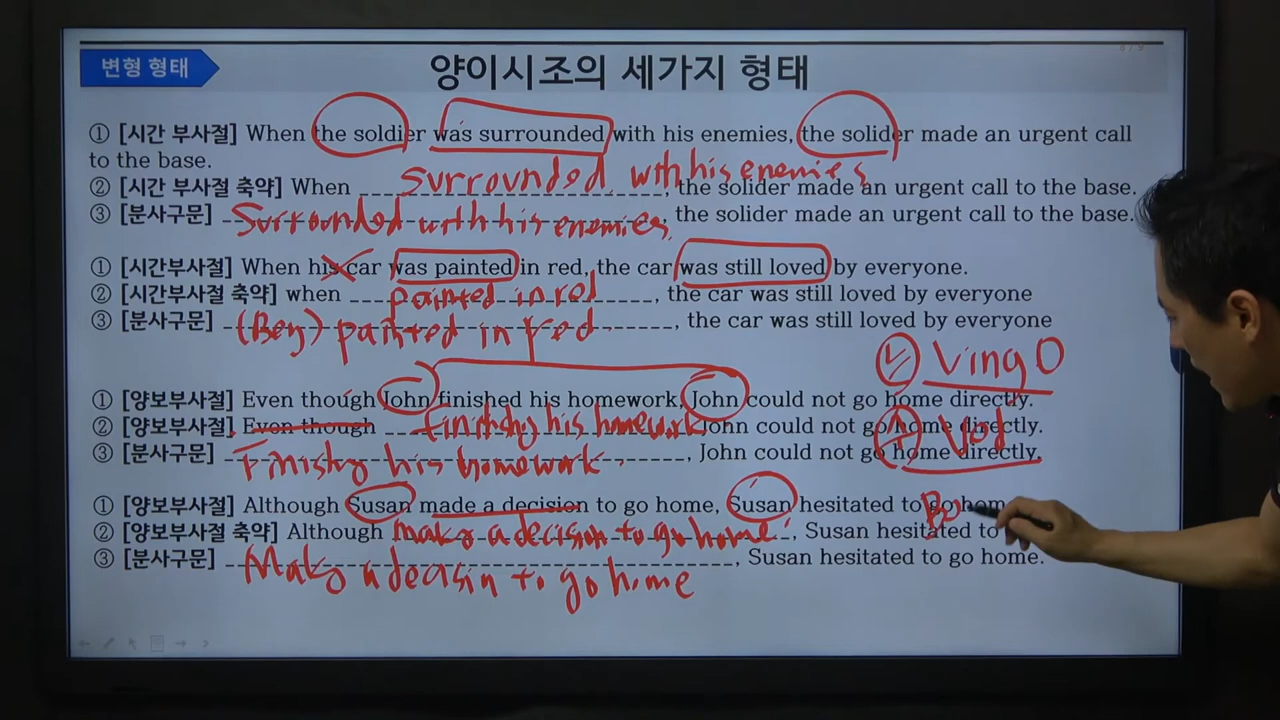 8 / 9
변형 형태
양이시조의 세가지 형태
① [시간 부사절] When the soldier was surrounded with his enemies, the solider made an urgent call
to the base.
② [시간 부사절 축약] When surrounded with his enemies, the solider made an urgent call to the base.
③ [분사구문] Surrounded with his enemies, the solider made an urgent call to the base.
① [시간부사절] When his car was painted in red, the car was still loved by everyone.
② [시간부사절 축약] when painted in red, the car was still loved by everyone
③ [분사구문] (Beg) painted in red, the car was still loved by everyone
Ving O
① [양보부사절] Even though John finished his homework, John could not go home directly.
② [양보부사절. Even though finishg his homework John could not go home directly.
Ved
③ [분사구문] Finishg his homework, John could not go home directly.
① [양보부사절] Although Susan made a decision to go home, Susan hesitated to go hom
② [양보부사절 축약] Although makg a decision to go home, Susan hesitated to
③ [분사구문] Makg a decisin to go home, Susan hesitated to go home.